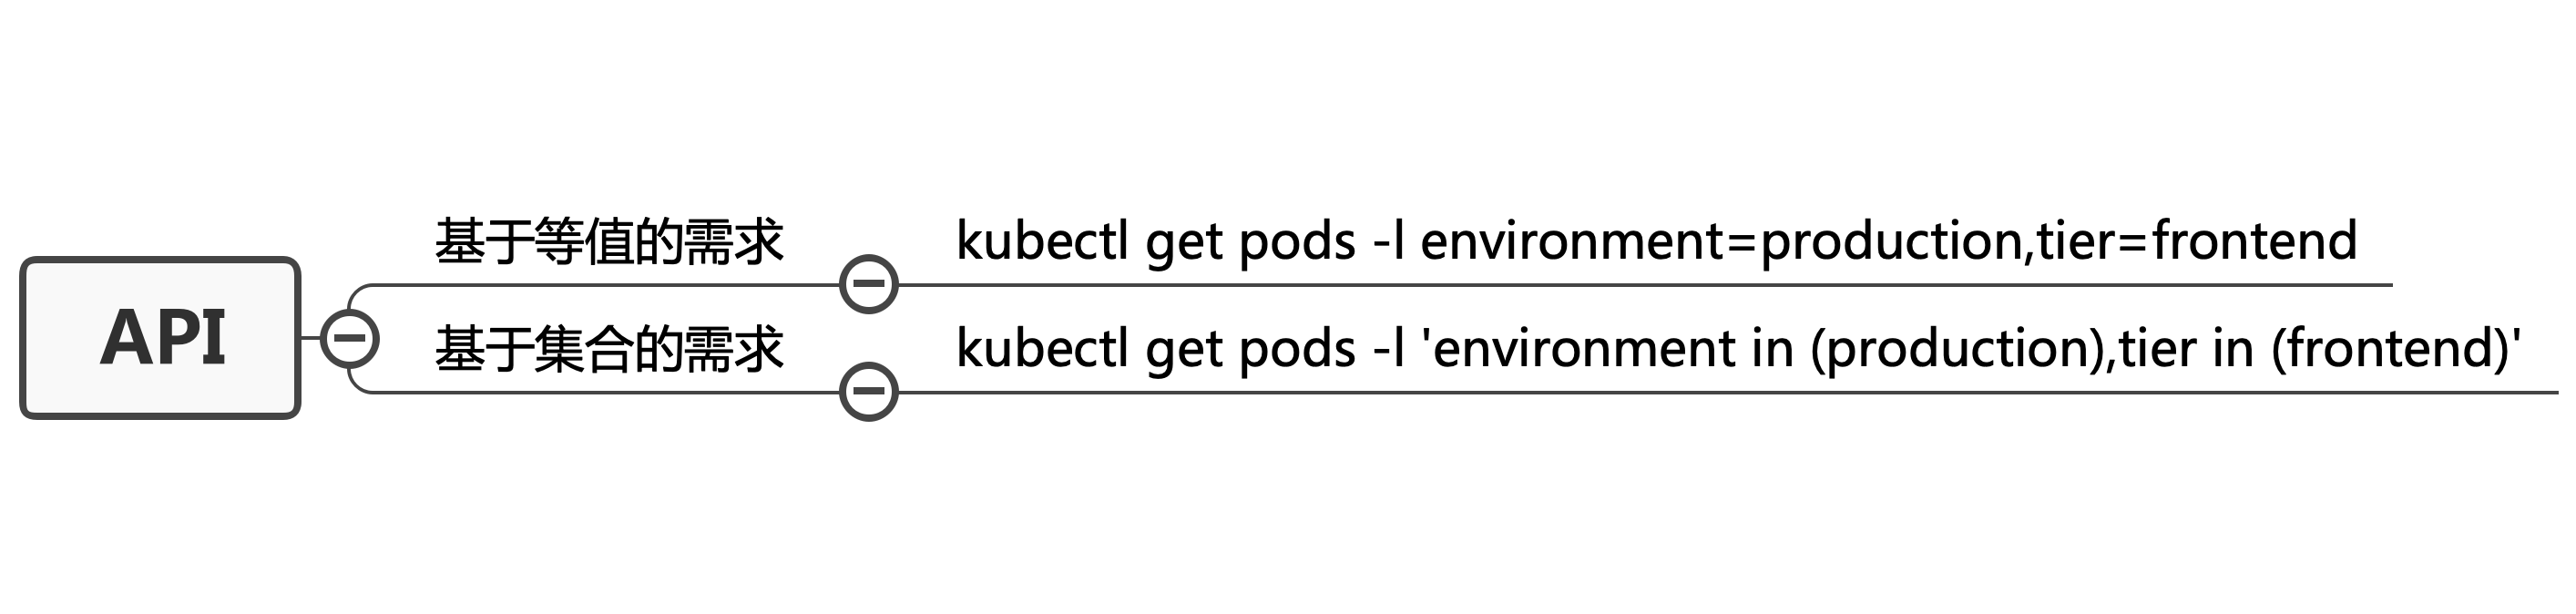 API
基于等值的需求
kubectl get pods -l environment=production,tier=frontend
基于集合的需求
kubectl get pods -l 'environment in (production),tier in (frontend)'